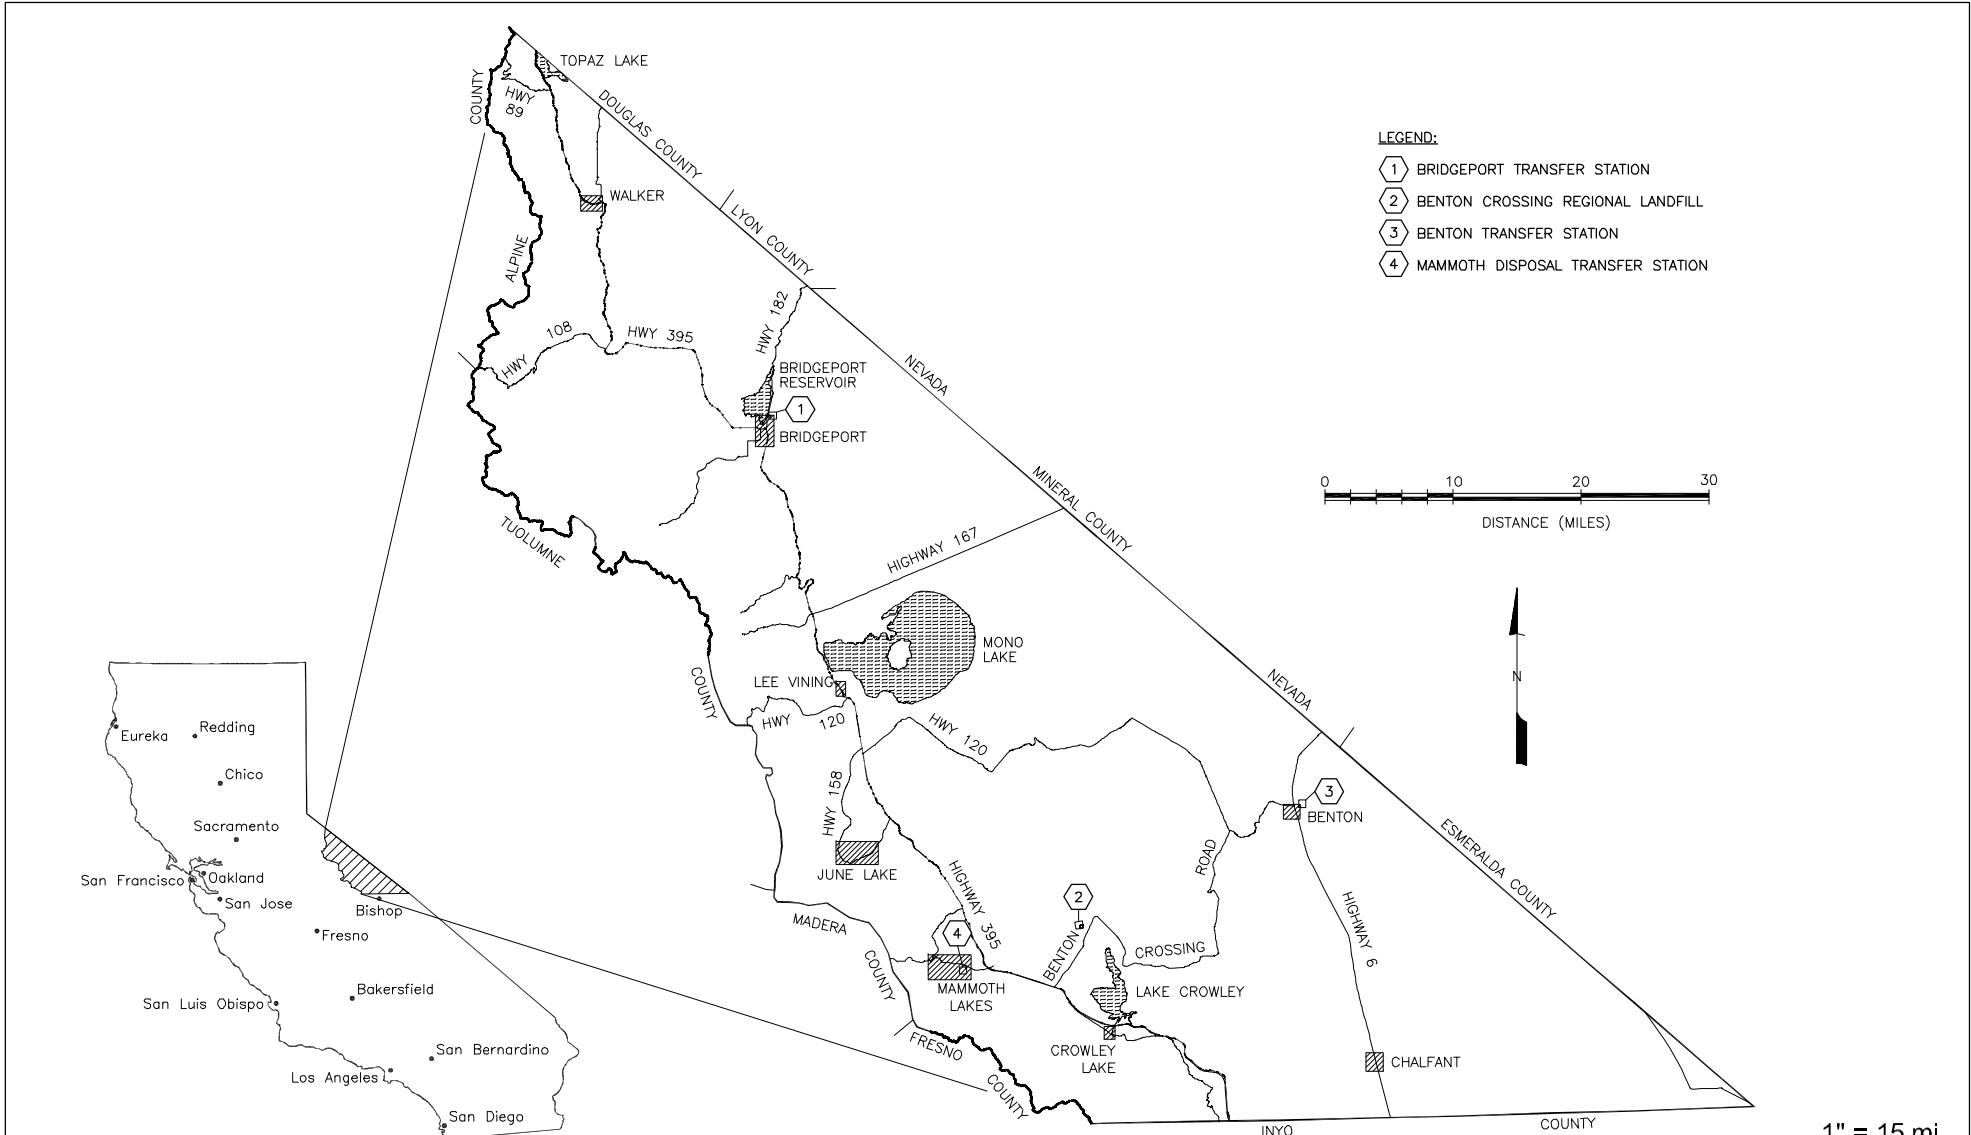 TOPAZ LAKE
COUNTY
HWY
89
DOUGLAS COUNTY
LEGEND:
1 BRIDGEPORT TRANSFER STATION
2 BENTON CROSSING REGIONAL LANDFILL
3 BENTON TRANSFER STATION
4 MAMMOTH DISPOSAL TRANSFER STATION
WALKER
LYON COUNTY
ALPINE
HWY 182
HWY 108
HWY 395
NEVADA
BRIDGEPORT
RESERVOIR
1
BRIDGEPORT
MINERAL COUNTY
0 10 20 30
DISTANCE (MILES)
TUOLUMNE
HIGHWAY 167
N
MONO
LAKE
COUNTY
LEE VINING
NEVADA
HWY 120
HWY 120
HWY 158
3
BENTON
ESMERALDA COUNTY
ROAD
JUNE LAKE
HIGHWAY 395
2
HIGHWAY 6
MADERA
4
BENTON
CROSSING
COUNTY
MAMMOTH
LAKES
LAKE CROWLEY
FRESNO
CROWLEY
LAKE
CHALFANT
COUNTY
INYO
COUNTY
1" = 15 mi
Eureka
Redding
Chico
Sacramento
San Francisco
Oakland
San Jose
Bishop
Fresno
San Luis Obispo
Bakersfield
San Bernardino
Los Angeles
San Diego